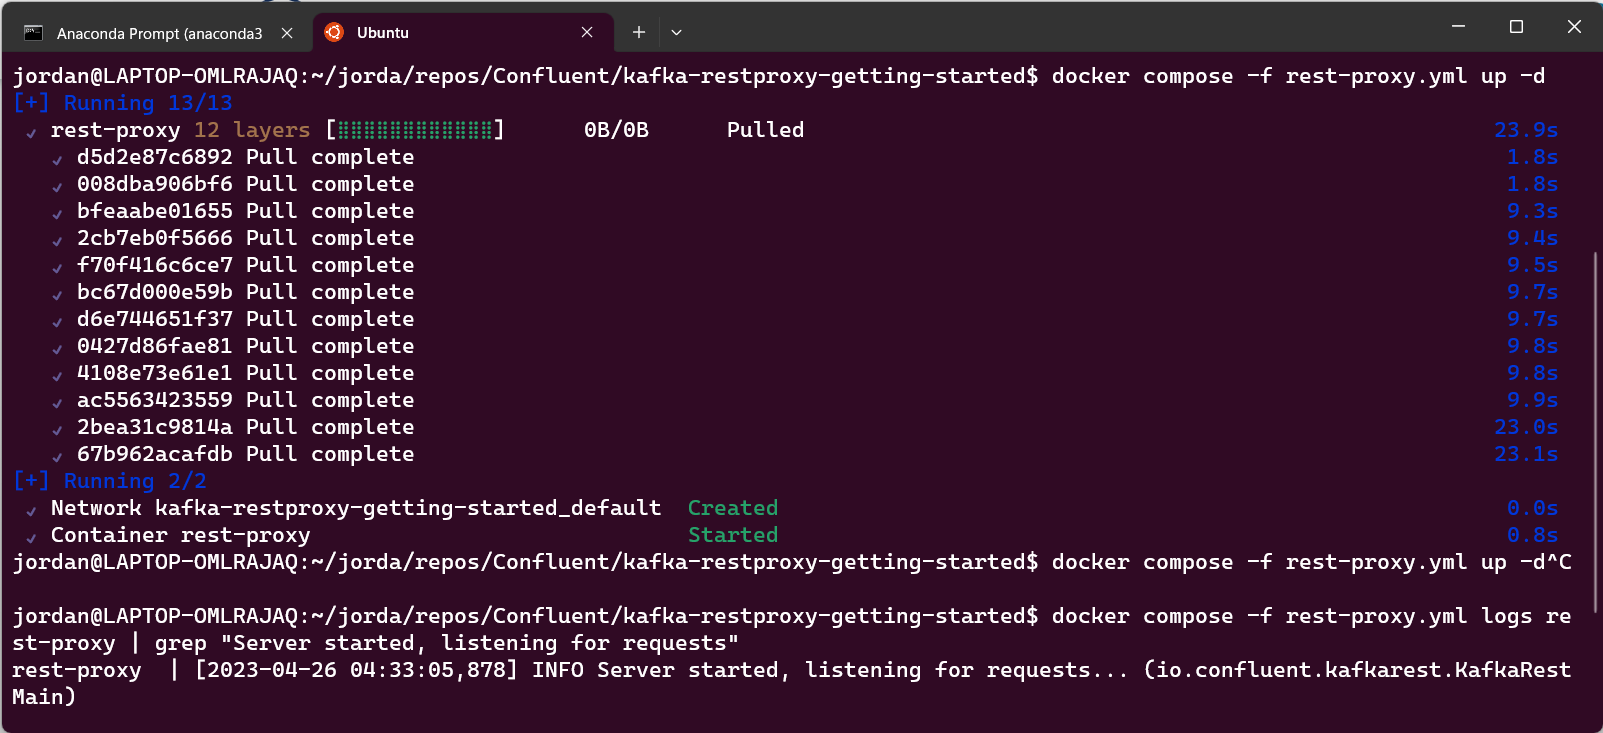 Anaconda Prompt (anaconda3
Ubuntu
jordan@LAPTOP-OMLRAJAQ:~/jorda/repos/Confluent/kafka-restproxy-getting-started$ docker compose -f rest-proxy.yml up -d
[+] Running 13/13
✔ rest-proxy 12 layers [⣿⣿⣿⣿⣿⣿⣿⣿⣿⣿⣿⣿] 0B/0B Pulled 23.9s
✔ d5d2e87c6892 Pull complete 1.8s
✔ 008dba906bf6 Pull complete 1.8s
✔ bfeaabe01655 Pull complete 9.3s
✔ 2cb7eb0f5666 Pull complete 9.4s
✔ f70f416c6ce7 Pull complete 9.5s
✔ bc67d000e59b Pull complete 9.7s
✔ d6e744651f37 Pull complete 9.7s
✔ 0427d86fae81 Pull complete 9.8s
✔ 4108e73e61e1 Pull complete 9.8s
✔ ac5563423559 Pull complete 9.9s
✔ 2bea31c9814a Pull complete 23.0s
✔ 67b962acafdb Pull complete 23.1s
[+] Running 2/2
✔ Network kafka-restproxy-getting-started_default Created 0.0s
✔ Container rest-proxy Started 0.8s
jordan@LAPTOP-OMLRAJAQ:~/jorda/repos/Confluent/kafka-restproxy-getting-started$ docker compose -f rest-proxy.yml up -d^C
jordan@LAPTOP-OMLRAJAQ:~/jorda/repos/Confluent/kafka-restproxy-getting-started$ docker compose -f rest-proxy.yml logs re
st-proxy | grep "Server started, listening for requests"
rest-proxy | [2023-04-26 04:33:05,878] INFO Server started, listening for requests... (io.confluent.kafkarest.KafkaRest
Main)